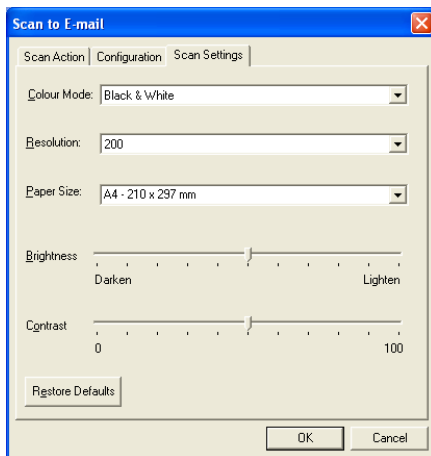 Scan to E-mail
Scan Action Configuration Scan Settings
Colour Mode: Black & White
Resolution: 200
Paper Size: A4 - 210 x 297 mm
Brightness
Darken Lighten
Contrast
0 100
Restore Defaults
OK Cancel